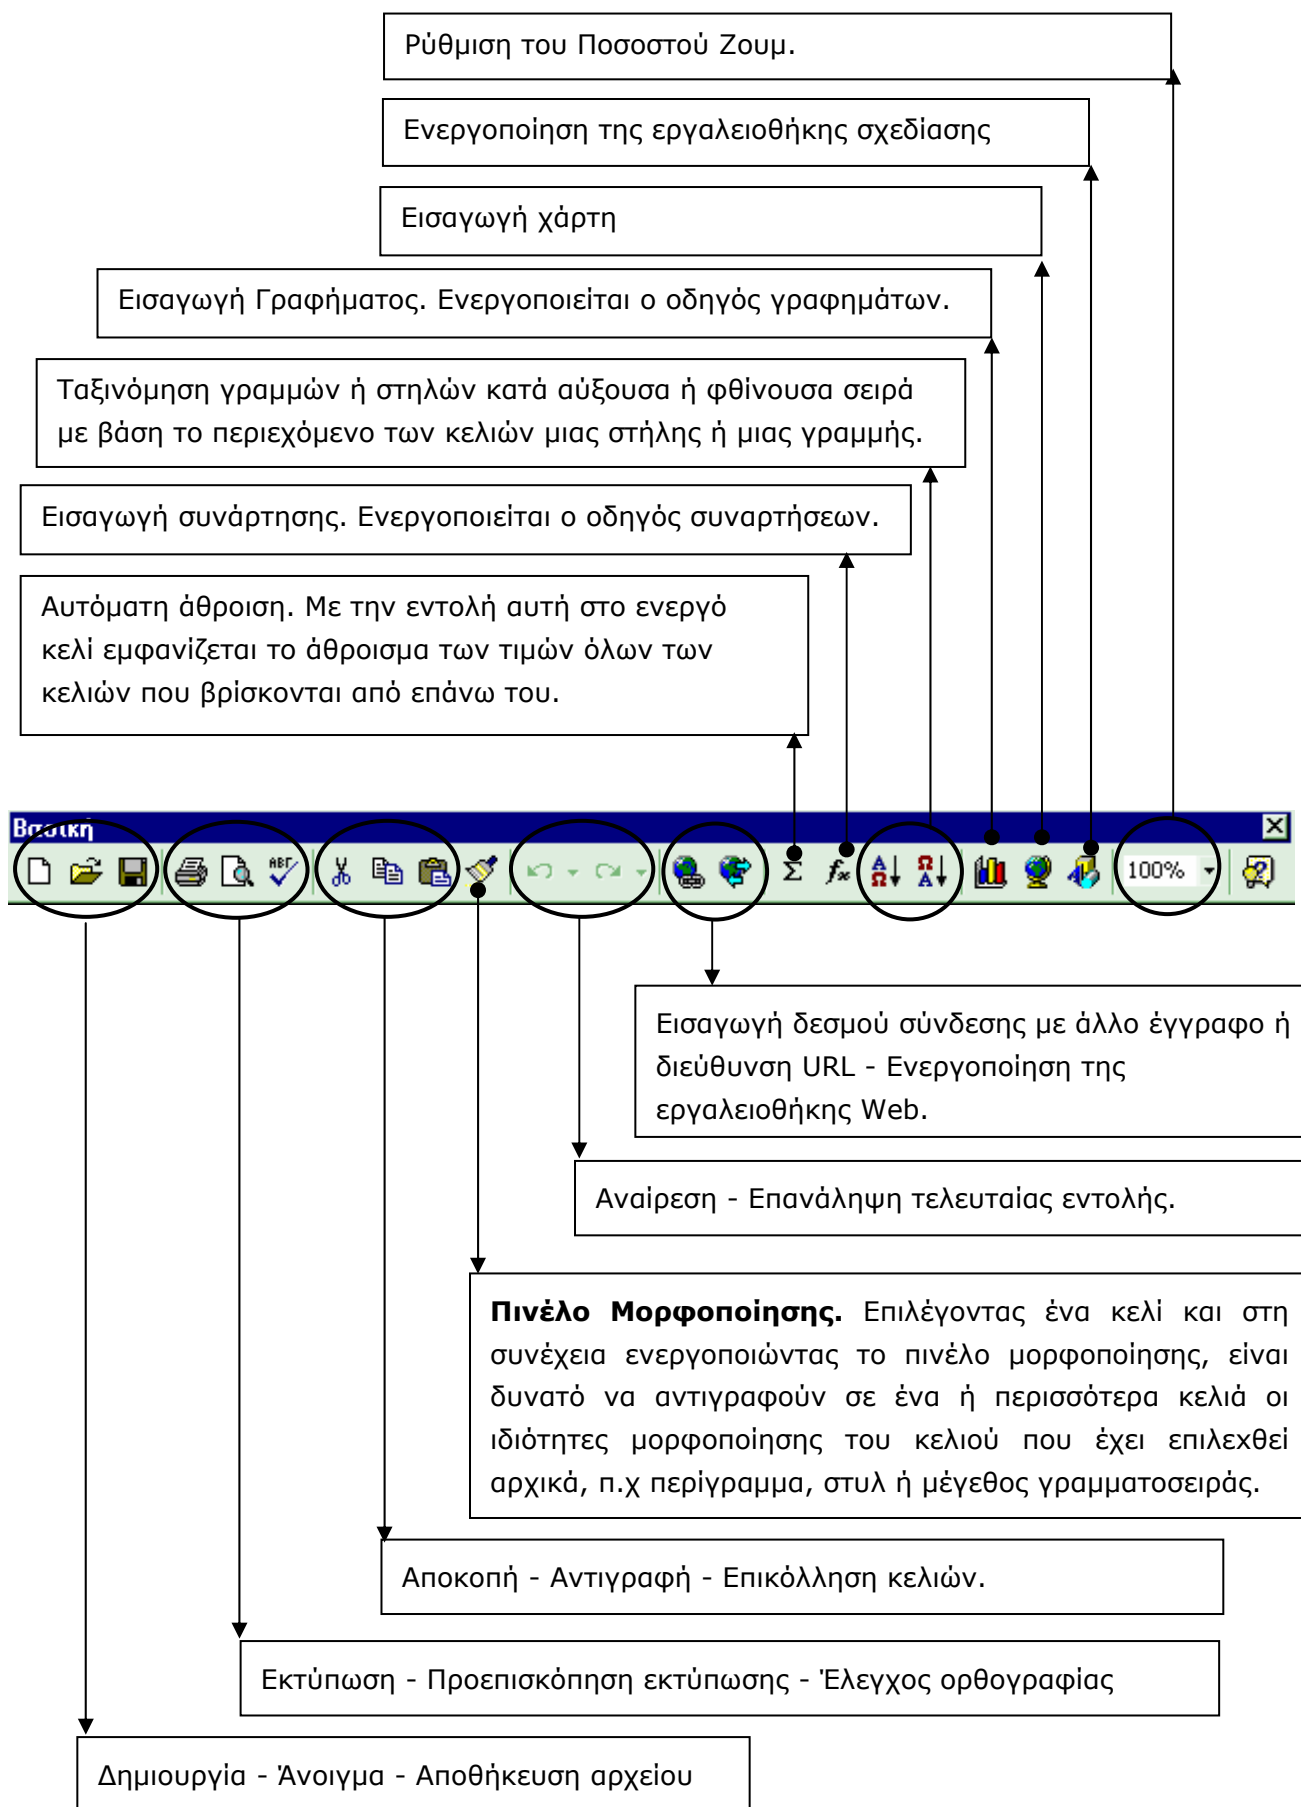 Ρύθμιση του Ποσοστού Ζουμ.
Ενεργοποίηση της εργαλειοθήκης σχεδίασης
Εισαγωγή χάρτη
Εισαγωγή Γραφήματος. Ενεργοποιείται ο οδηγός γραφημάτων.
Ταξινόμηση γραμμών ή στηλών κατά αύξουσα ή φθίνουσα σειρά
με βάση το περιεχόμενο των κελιών μιας στήλης ή μιας γραμμής.
Εισαγωγή συνάρτησης. Ενεργοποιείται ο οδηγός συναρτήσεων.
Αυτόματη άθροιση. Με την εντολή αυτή στο ενεργό
κελί εμφανίζεται το άθροισμα των τιμών όλων των
κελιών που βρίσκονται από επάνω του.
Βασική
ΑΒΓ Σ fx Α Ω Ω Α 100%
Εισαγωγή δεσμού σύνδεσης με άλλο έγγραφο ή
διεύθυνση URL - Ενεργοποίηση της
εργαλειοθήκης Web.
Αναίρεση - Επανάληψη τελευταίας εντολής.
Πινέλο Μορφοποίησης. Επιλέγοντας ένα κελί και στη
συνέχεια ενεργοποιώντας το πινέλο μορφοποίησης, είναι
δυνατό να αντιγραφούν σε ένα ή περισσότερα κελιά οι
ιδιότητες μορφοποίησης του κελιού που έχει επιλεχθεί
αρχικά, π.χ περίγραμμα, στυλ ή μέγεθος γραμματοσειράς.
Αποκοπή - Αντιγραφή - Επικόλληση κελιών.
Εκτύπωση - Προεπισκόπηση εκτύπωσης - Έλεγχος ορθογραφίας
Δημιουργία - Άνοιγμα - Αποθήκευση αρχείου